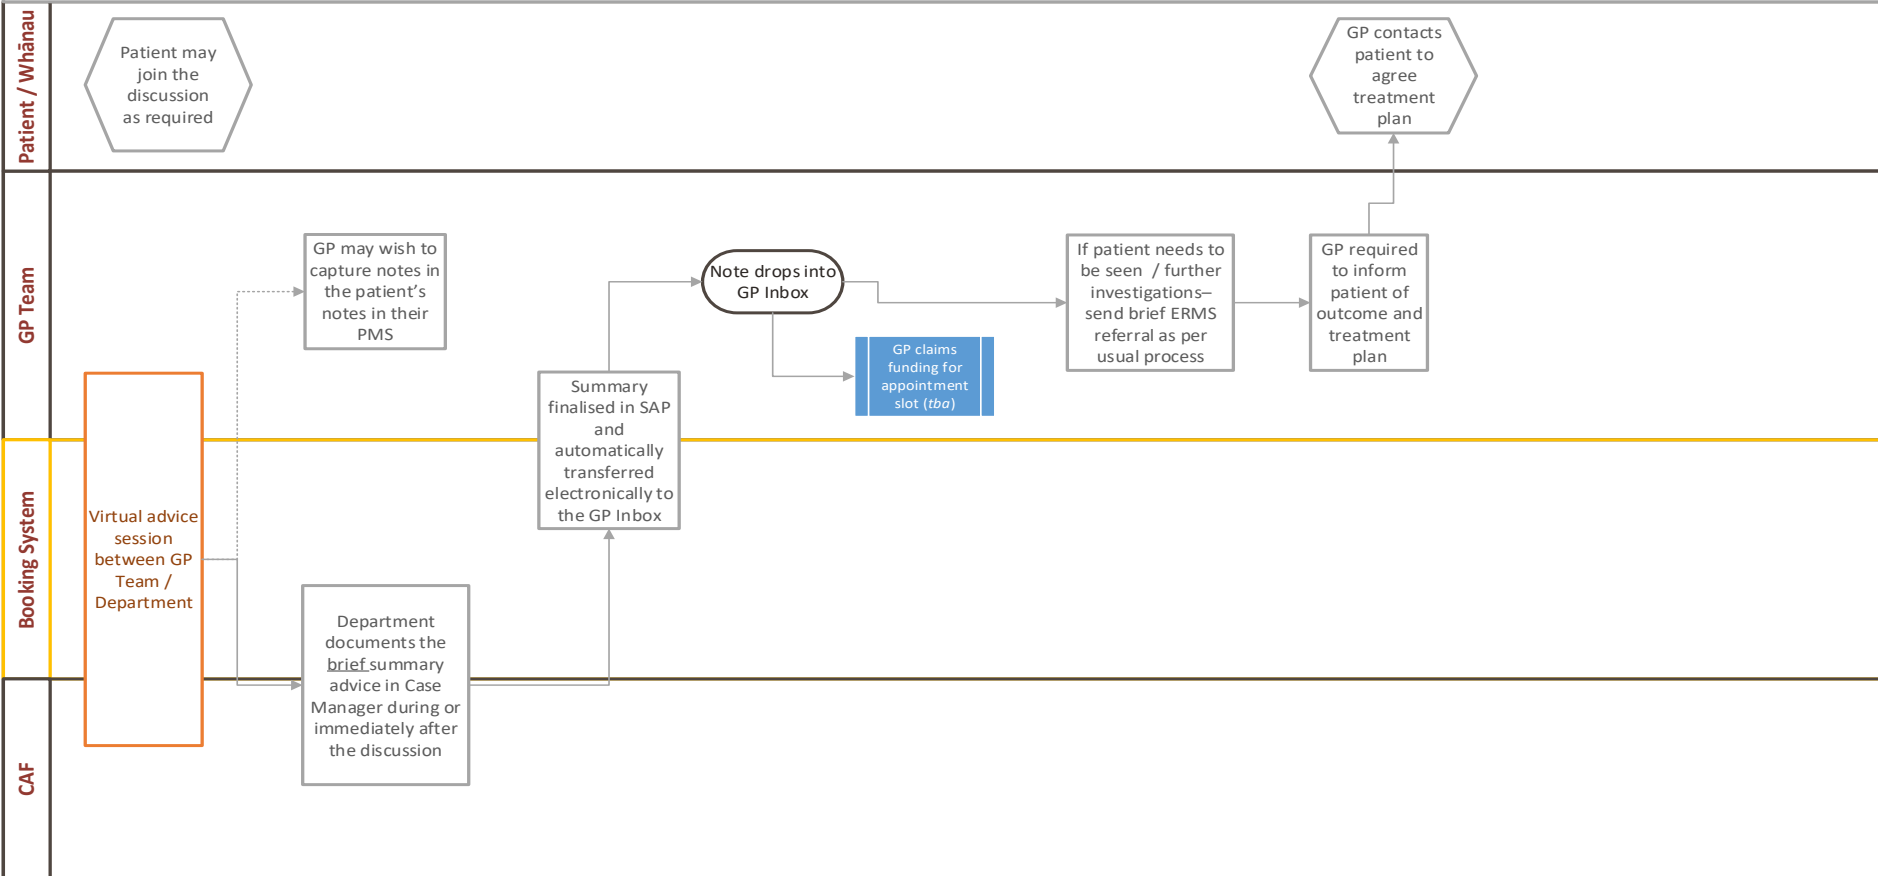 Patient / Whānau
Patient may
join the
discussion
as required
GP contacts
patient to
agree
treatment
plan
GP Team
GP may wish to
capture notes in
the patient’s
notes in their
PMS
Note drops into
GP Inbox
If patient needs to
be seen / further
investigations–
send brief ERMS
referral as per
usual process
GP required
to inform
patient of
outcome and
treatment
plan
GP claims
funding for
appointment
slot (tba)
Summary
finalised in SAP
and
automatically
transferred
electronically to
the GP Inbox
Booking System
Virtual advice
session
between GP
Team /
Department
Department
documents the
brief summary
advice in Case
Manager during or
immediately after
the discussion
CAF